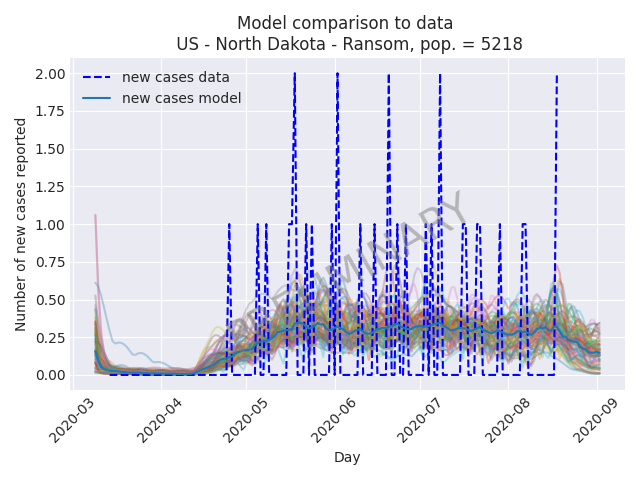 Model comparison to data
US - North Dakota - Ransom, pop. = 5218
new cases data
new cases model
Number of new cases reported
2.00
1.75
1.50
1.25
1.00
0.75
0.50
0.25
0.00
PRELIMINARY
2020-03
2020-04
2020-05
2020-06
2020-07
2020-08
2020-09
Day